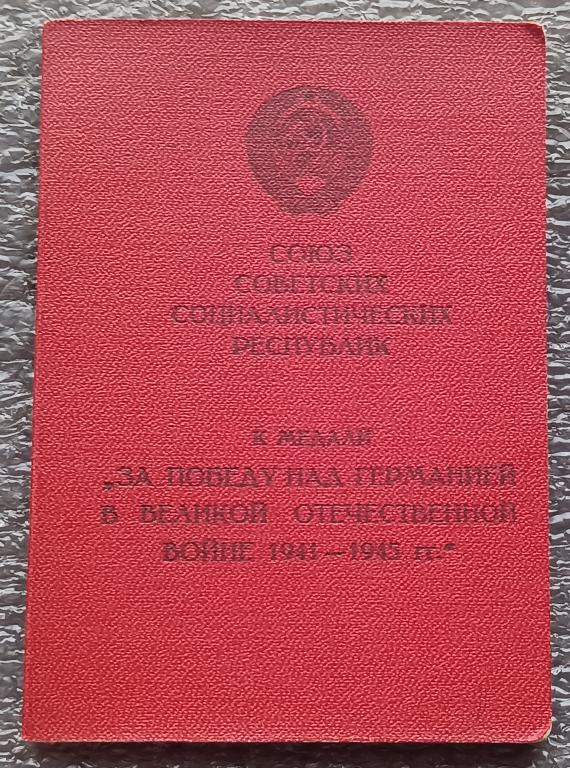 СОЮЗ
СОВЕТСКИХ
СОЦИАЛИСТИЧЕСКИХ
РЕСПУБЛИК
К МЕДАЛИ
„ЗА ПОБЕДУ НАД ГЕРМАНИЕЙ
В ВЕЛИКОЙ ОТЕЧЕСТВЕННОЙ
ВОЙНЕ 1941—1945 гг.“